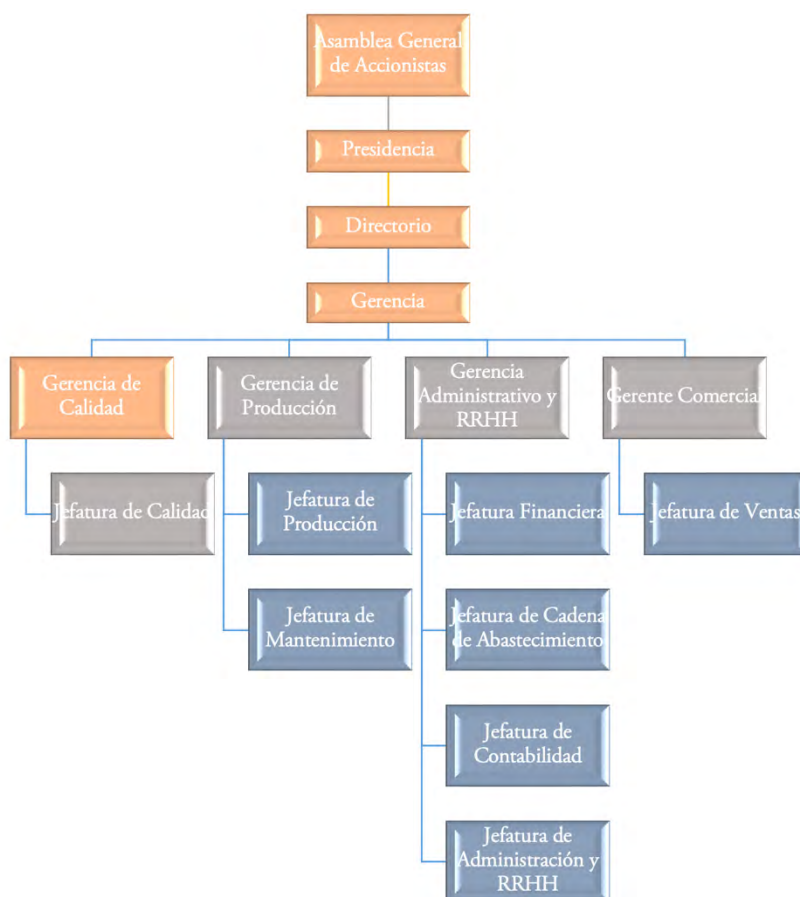 Asamblea General
de Accionistas
Presidencia
Directorio
Gerencia
Gerencia de
Calidad
Gerencia de
Producción
Gerencia
Administrativo y
RRHH
Gerente Comercial
Jefatura de Calidad
Jefatura de
Producción
Jefatura Financiera
Jefatura de Ventas
Jefatura de
Mantenimiento
Jefatura de Cadena
de Abastecimiento
Jefatura de
Contabilidad
Jefatura de
Administración y
RRHH